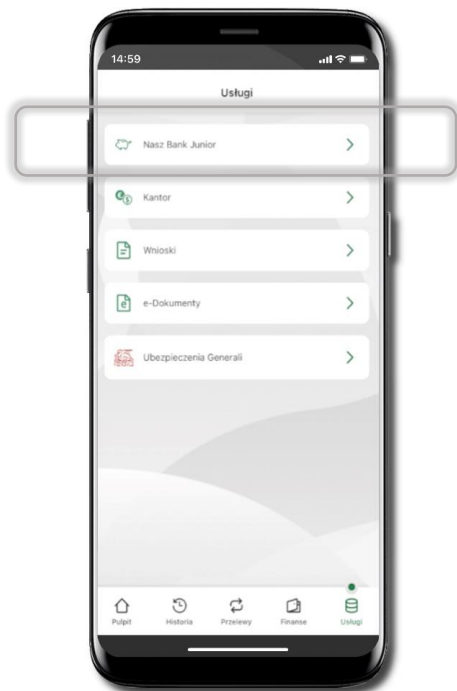 14:59
Usługi
Nasz Bank Junior
Kantor
Wnioski
e-Dokumenty
Ubezpieczenia Generali
Pulpit Historia Przelewy Finanse Usługi